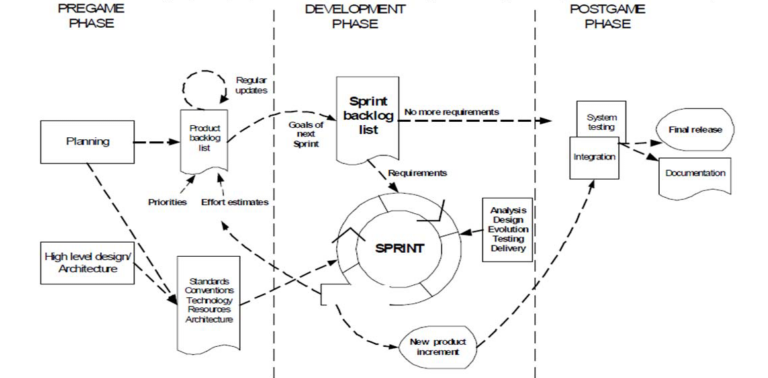 PREGAME
PHASE
DEVELOPMENT
PHASE
POSTGAME
PHASE
Regular
updates
Planning
Product
backlog
list
Goals of
next
Sprint
Sprint
backlog
list
No more requirements
System
testing
Integration
Final release
Documentation
Requirements
Priorities
Effort estimates
Analysis
Design
Evolution
Testing
Delivery
SPRINT
High level design/
Architecture
Standards
Conventions
Technology
Resources
Architecture
New product
increment